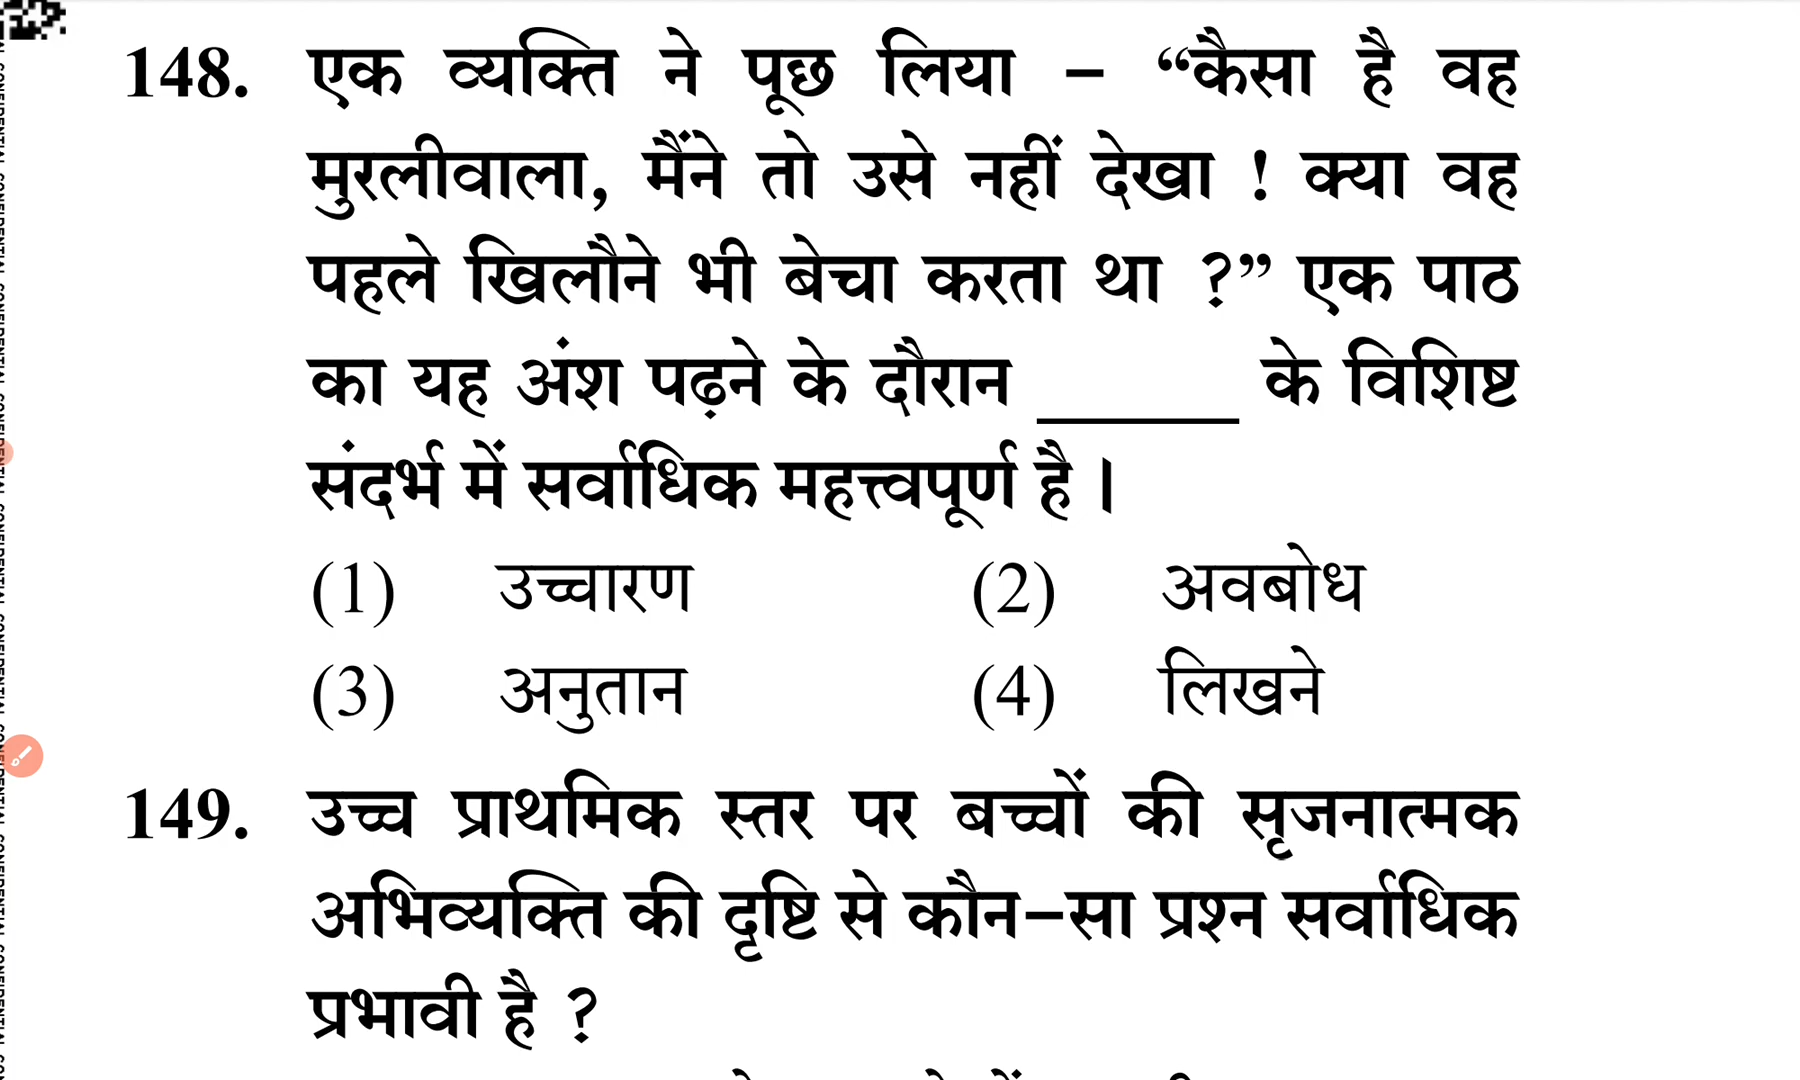 148. एक व्यक्ति ने पूछ लिया – “कैसा है वह
मुरलीवाला, मैंने तो उसे नहीं देखा ! क्या वह
पहले खिलौने भी बेचा करता था ?” एक पाठ
का यह अंश पढ़ने के दौरान ________ के विशिष्ट
संदर्भ में सर्वाधिक महत्त्वपूर्ण है ।
(1) उच्चारण (2) अवबोध
(3) अनुतान (4) लिखने
149. उच्च प्राथमिक स्तर पर बच्चों की सृजनात्मक
अभिव्यक्ति की दृष्टि से कौन–सा प्रश्न सर्वाधिक
प्रभावी है ?